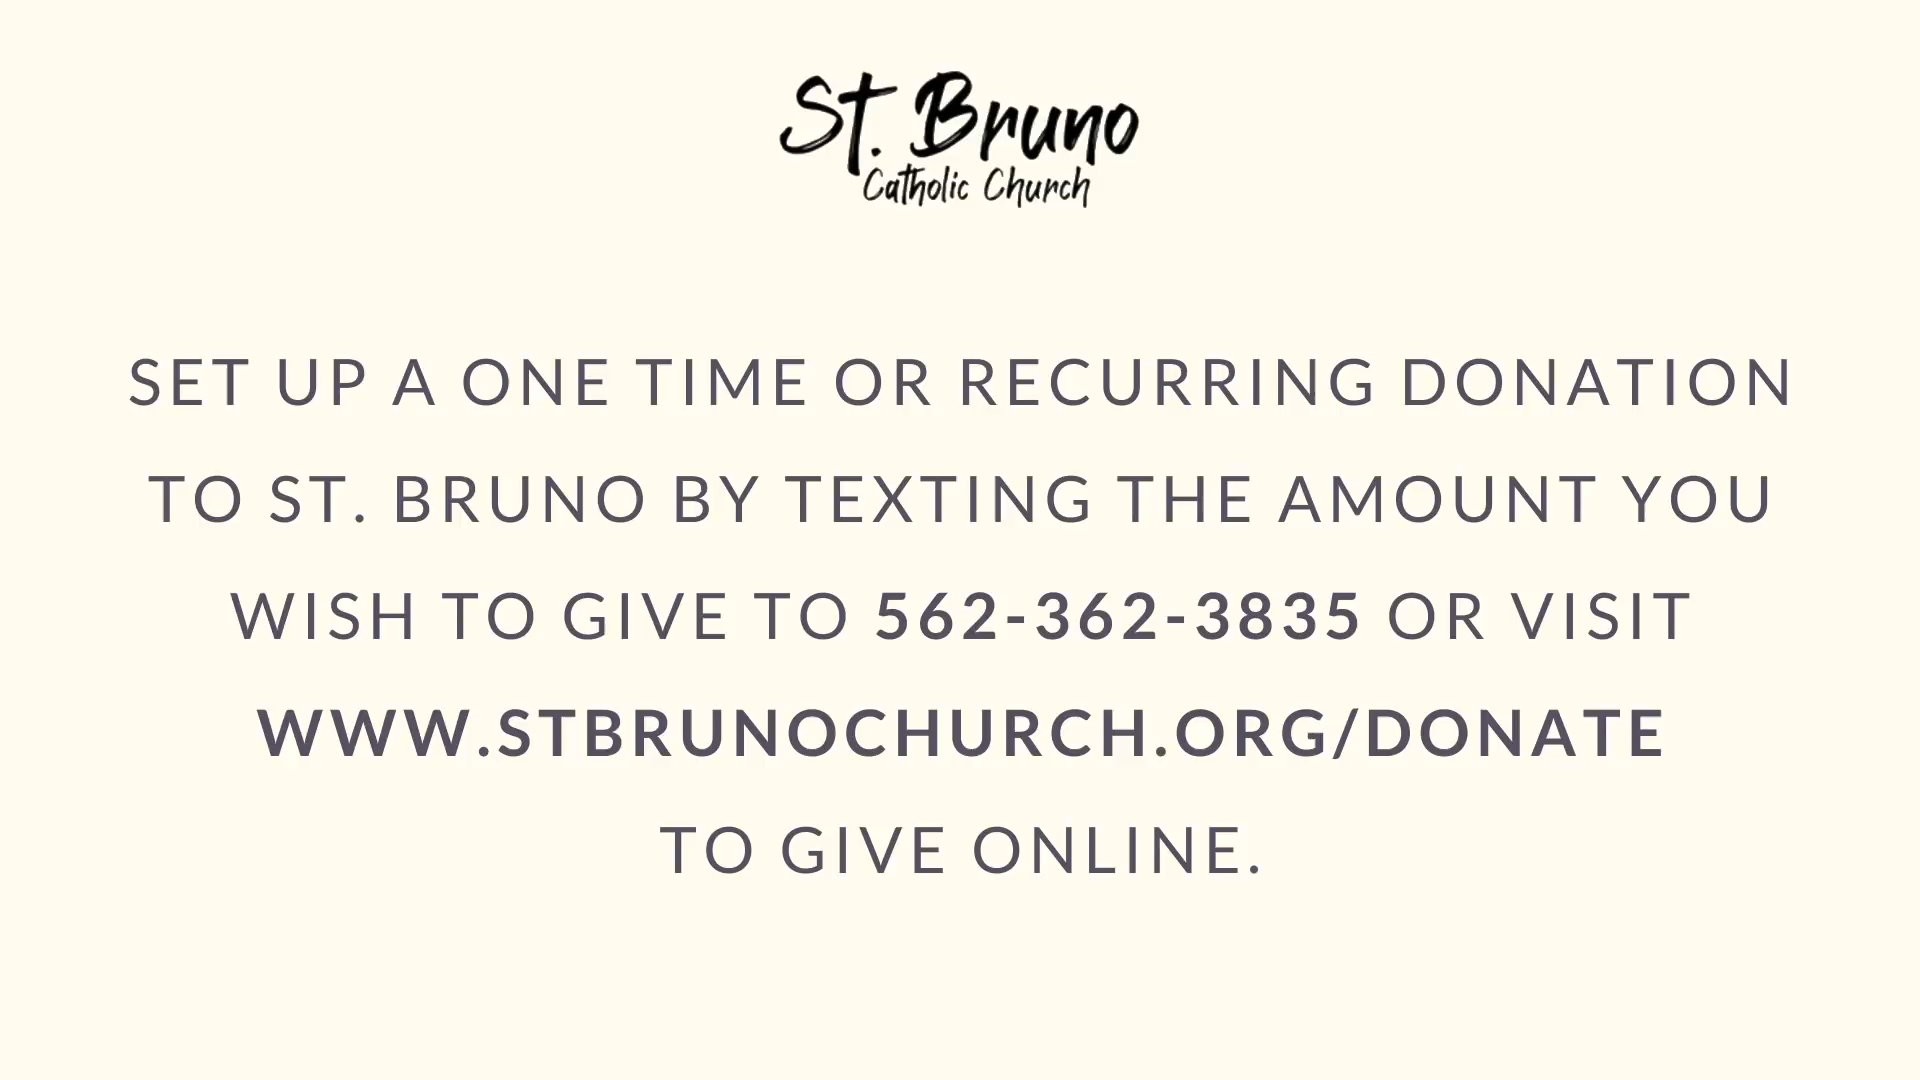 St. Bruno
Catholic Church
SET UP A ONE TIME OR RECURRING DONATION
TO ST. BRUNO BY TEXTING THE AMOUNT YOU
WISH TO GIVE TO 562-362-3835 OR VISIT
WWW.STBRUNOCHURCH.ORG/DONATE
TO GIVE ONLINE.